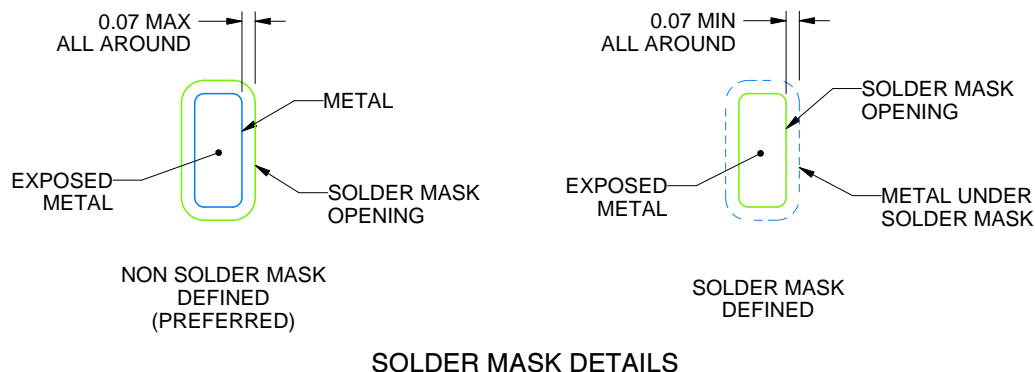 0.07 MAX
ALL AROUND
METAL
EXPOSED
METAL
SOLDER MASK
OPENING
NON SOLDER MASK
DEFINED
(PREFERRED)
0.07 MIN
ALL AROUND
SOLDER MASK
OPENING
EXPOSED
METAL
METAL UNDER
SOLDER MASK
SOLDER MASK
DEFINED
SOLDER MASK DETAILS